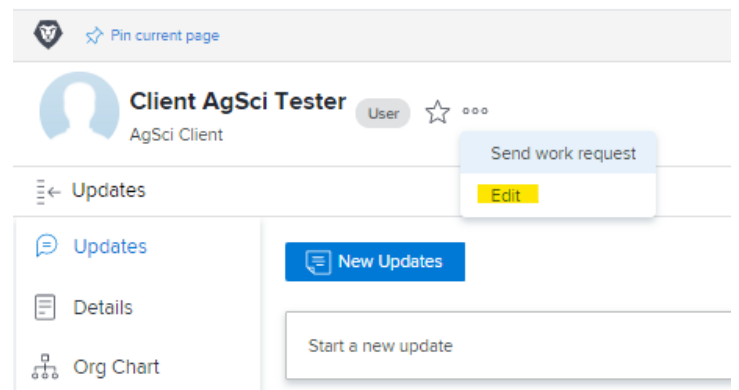 Pin current page
Client AgSci Tester User
AgSci Client
Send work request
Edit
Updates
Updates
New Updates
Details
Start a new update
Org Chart